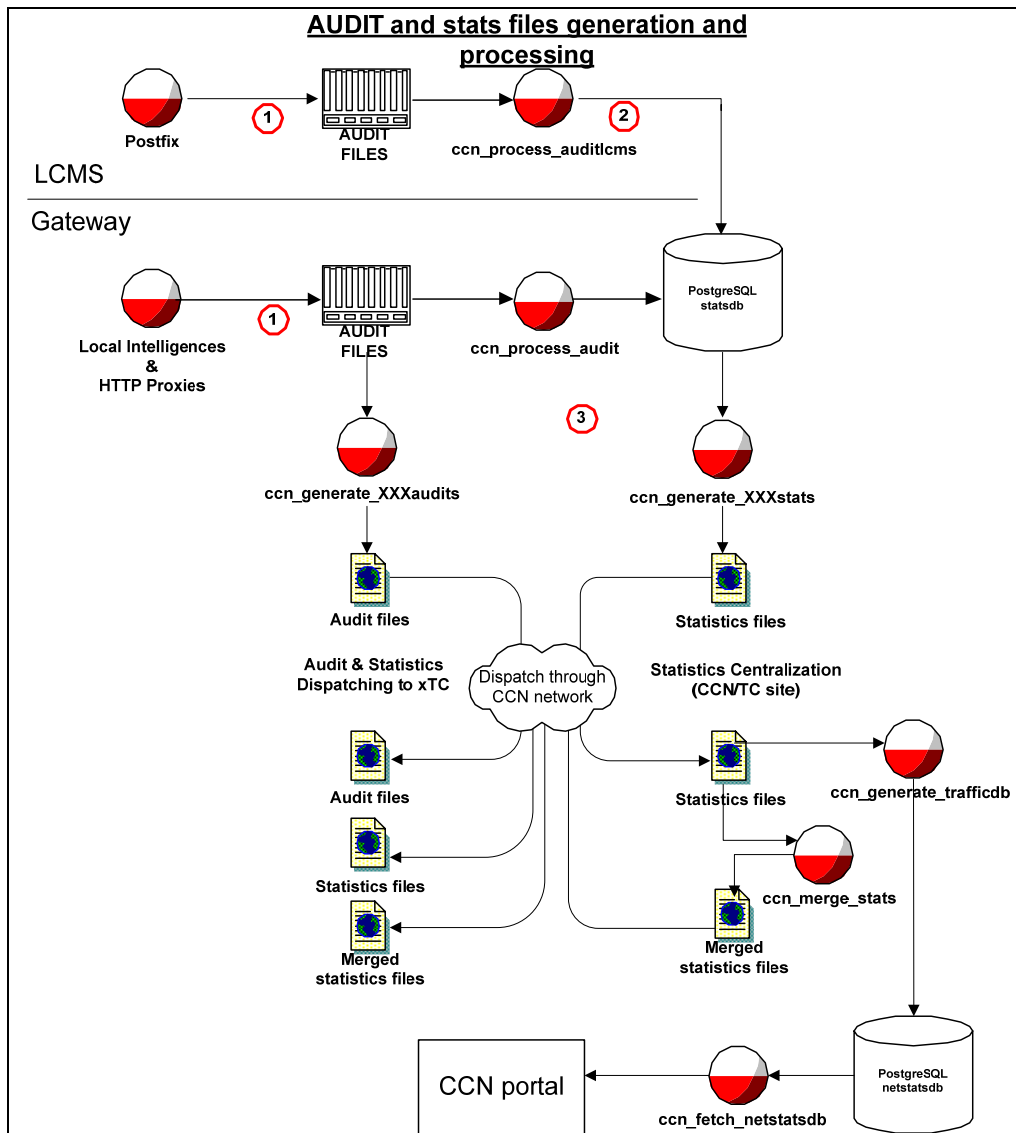 AUDIT and stats files generation and
processing
1
2
Postfix
AUDIT
FILES
ccn_process_auditlcms
LCMS
Gateway
PostgreSQL
statsdb
1
Local Intelligences
&
HTTP Proxies
AUDIT
FILES
ccn_process_audit
3
ccn_generate_XXXaudits
ccn_generate_XXXstats
Audit files
Statistics files
Audit & Statistics
Dispatching to xTC
Dispatch through
CCN network
Statistics Centralization
(CCN/TC site)
Audit files
Statistics files
ccn_generate_trafficdb
Statistics files
ccn_merge_stats
Merged
statistics files
Merged
statistics files
CCN portal
ccn_fetch_netstatsdb
PostgreSQL
netstatsdb